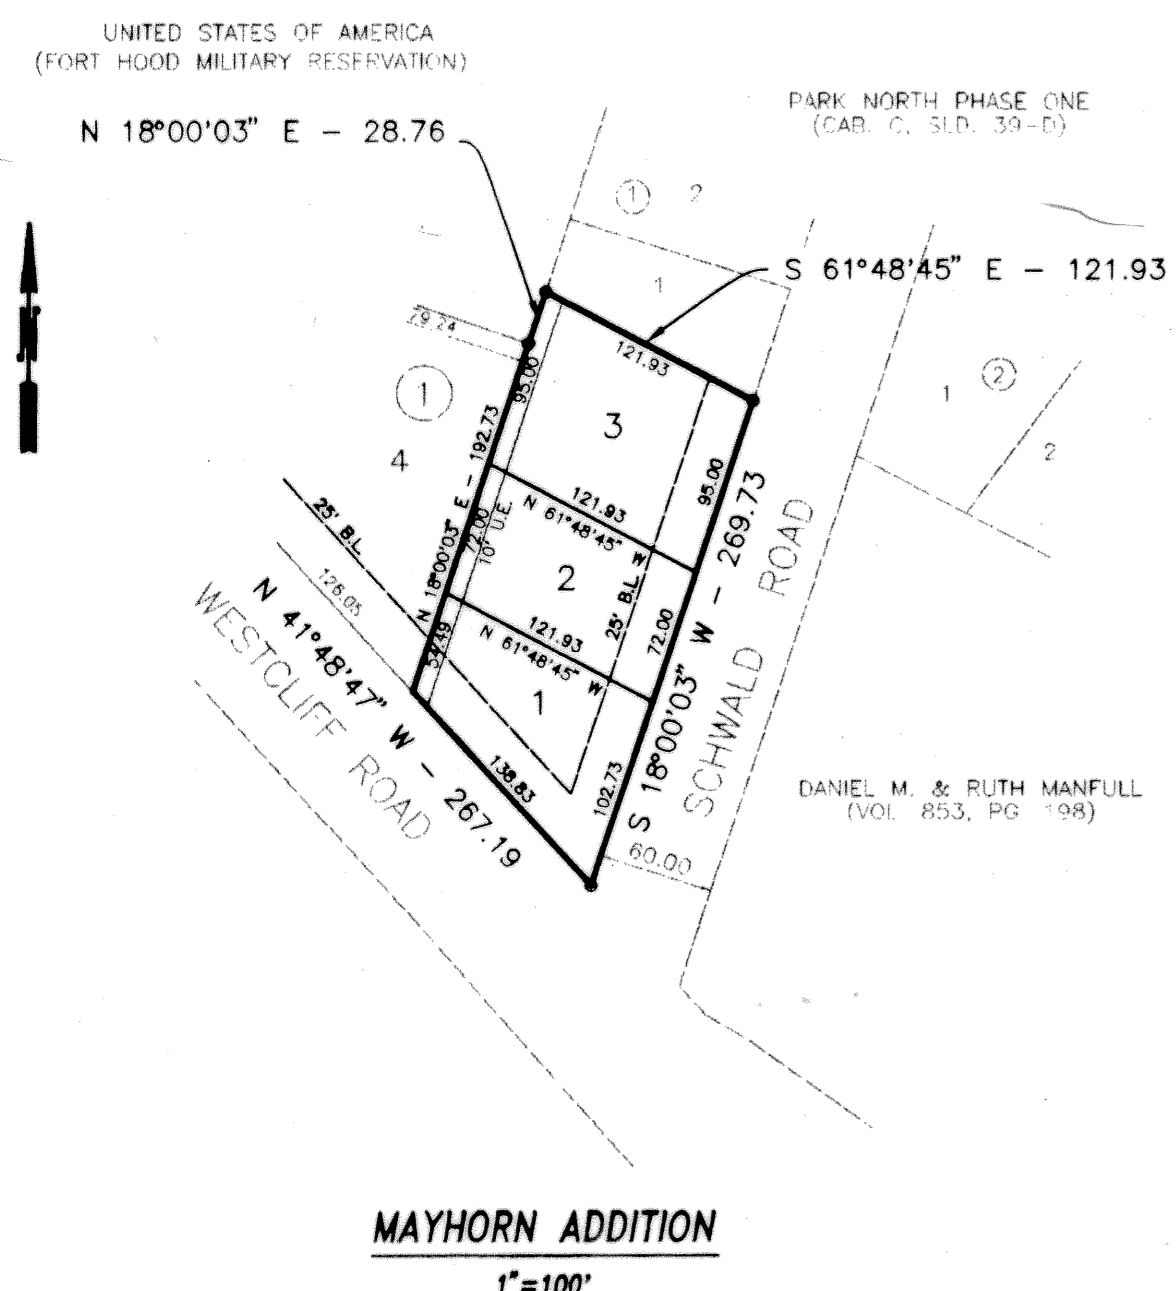 UNITED STATES OF AMERICA
(FORT HOOD MILITARY RESERVATION)
PARK NORTH PHASE ONE
(CAB. C, SLD. 39-D)
N 18°00'03" E - 28.76
1 2
S 61°48'45" E - 121.93
1
N
29.24
121.93
95.00
1
1 2
3
4
192.73
N 18°00'03" E -
2
95.00
121.93
N 61°48'45" W
25' B.L.
72.00
10' U.E.
S 18°00'03" W - 269.73
SCHWALD ROAD
2
126.05
25' B.L.
72.00
121.93
N 61°48'45" W
N 41°48'47" W - 267.19
WESTCLIFF ROAD
1
138.83
102.73
DANIEL M. & RUTH MANFULL
(VOL 853, PG 198)
60.00
MAYHORN ADDITION
1"=100'